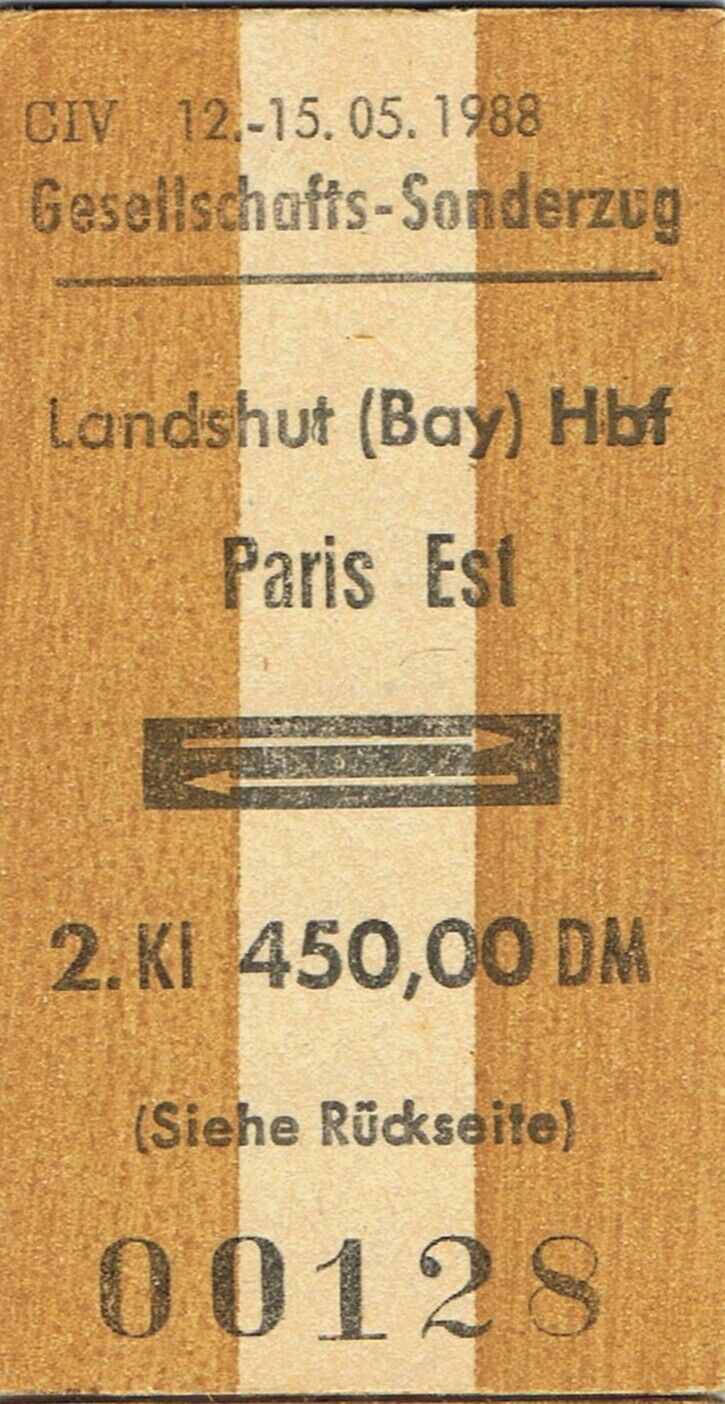 CIV 12.-15.05.1988
Gesellschafts-Sonderzug
Landshut (Bay) Hbf
Paris Est
2. Kl 450,00 DM
(Siehe Rückseite)
00128